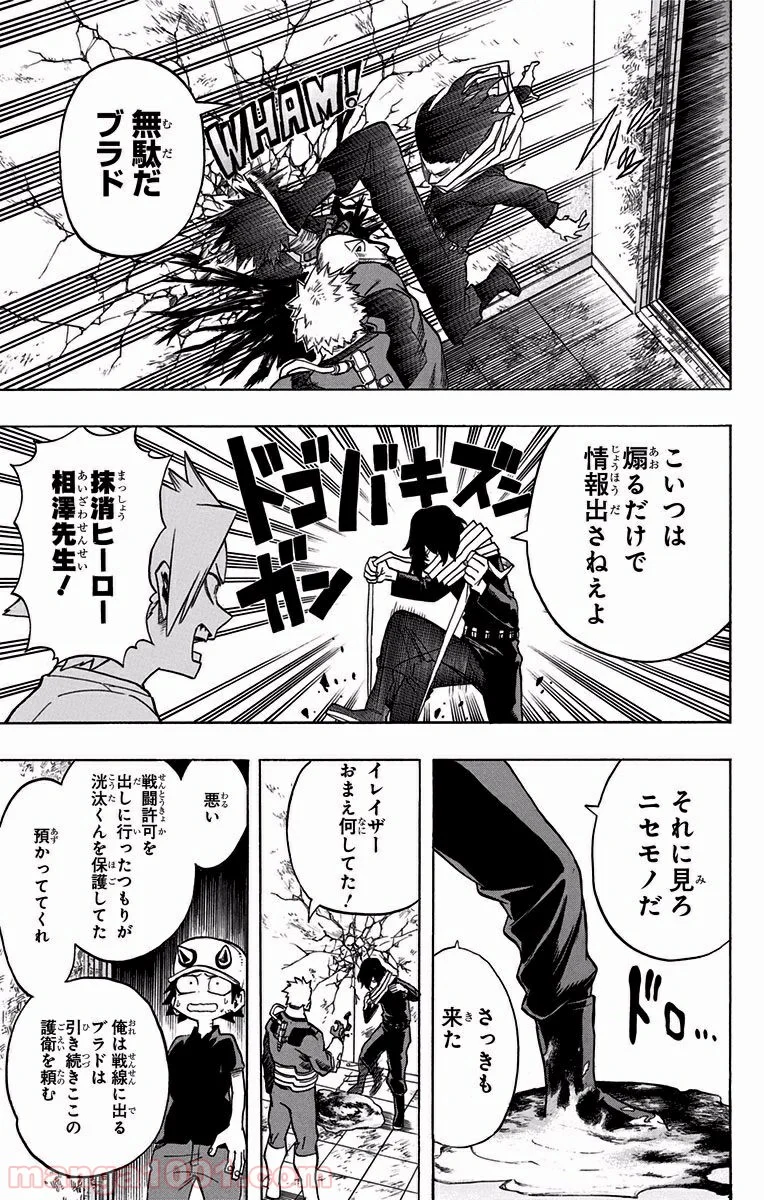 無駄だ
ブラド
WHAM!
こいつは
煽るだけで
情報出さねえよ
ドゴバキズン
ガン
抹消ヒーロー
相澤先生!
それに見ろ
ニセモノだ
さっきも
来た
ドロ...
イレイザー
おまえ何してた!
悪い
戦闘許可を
出しに行ったつもりが
洸汰くんを保護してた
預かっててくれ
俺は戦線に出る
ブラドは
引き続きここの
護衛を頼む
manga1001.com